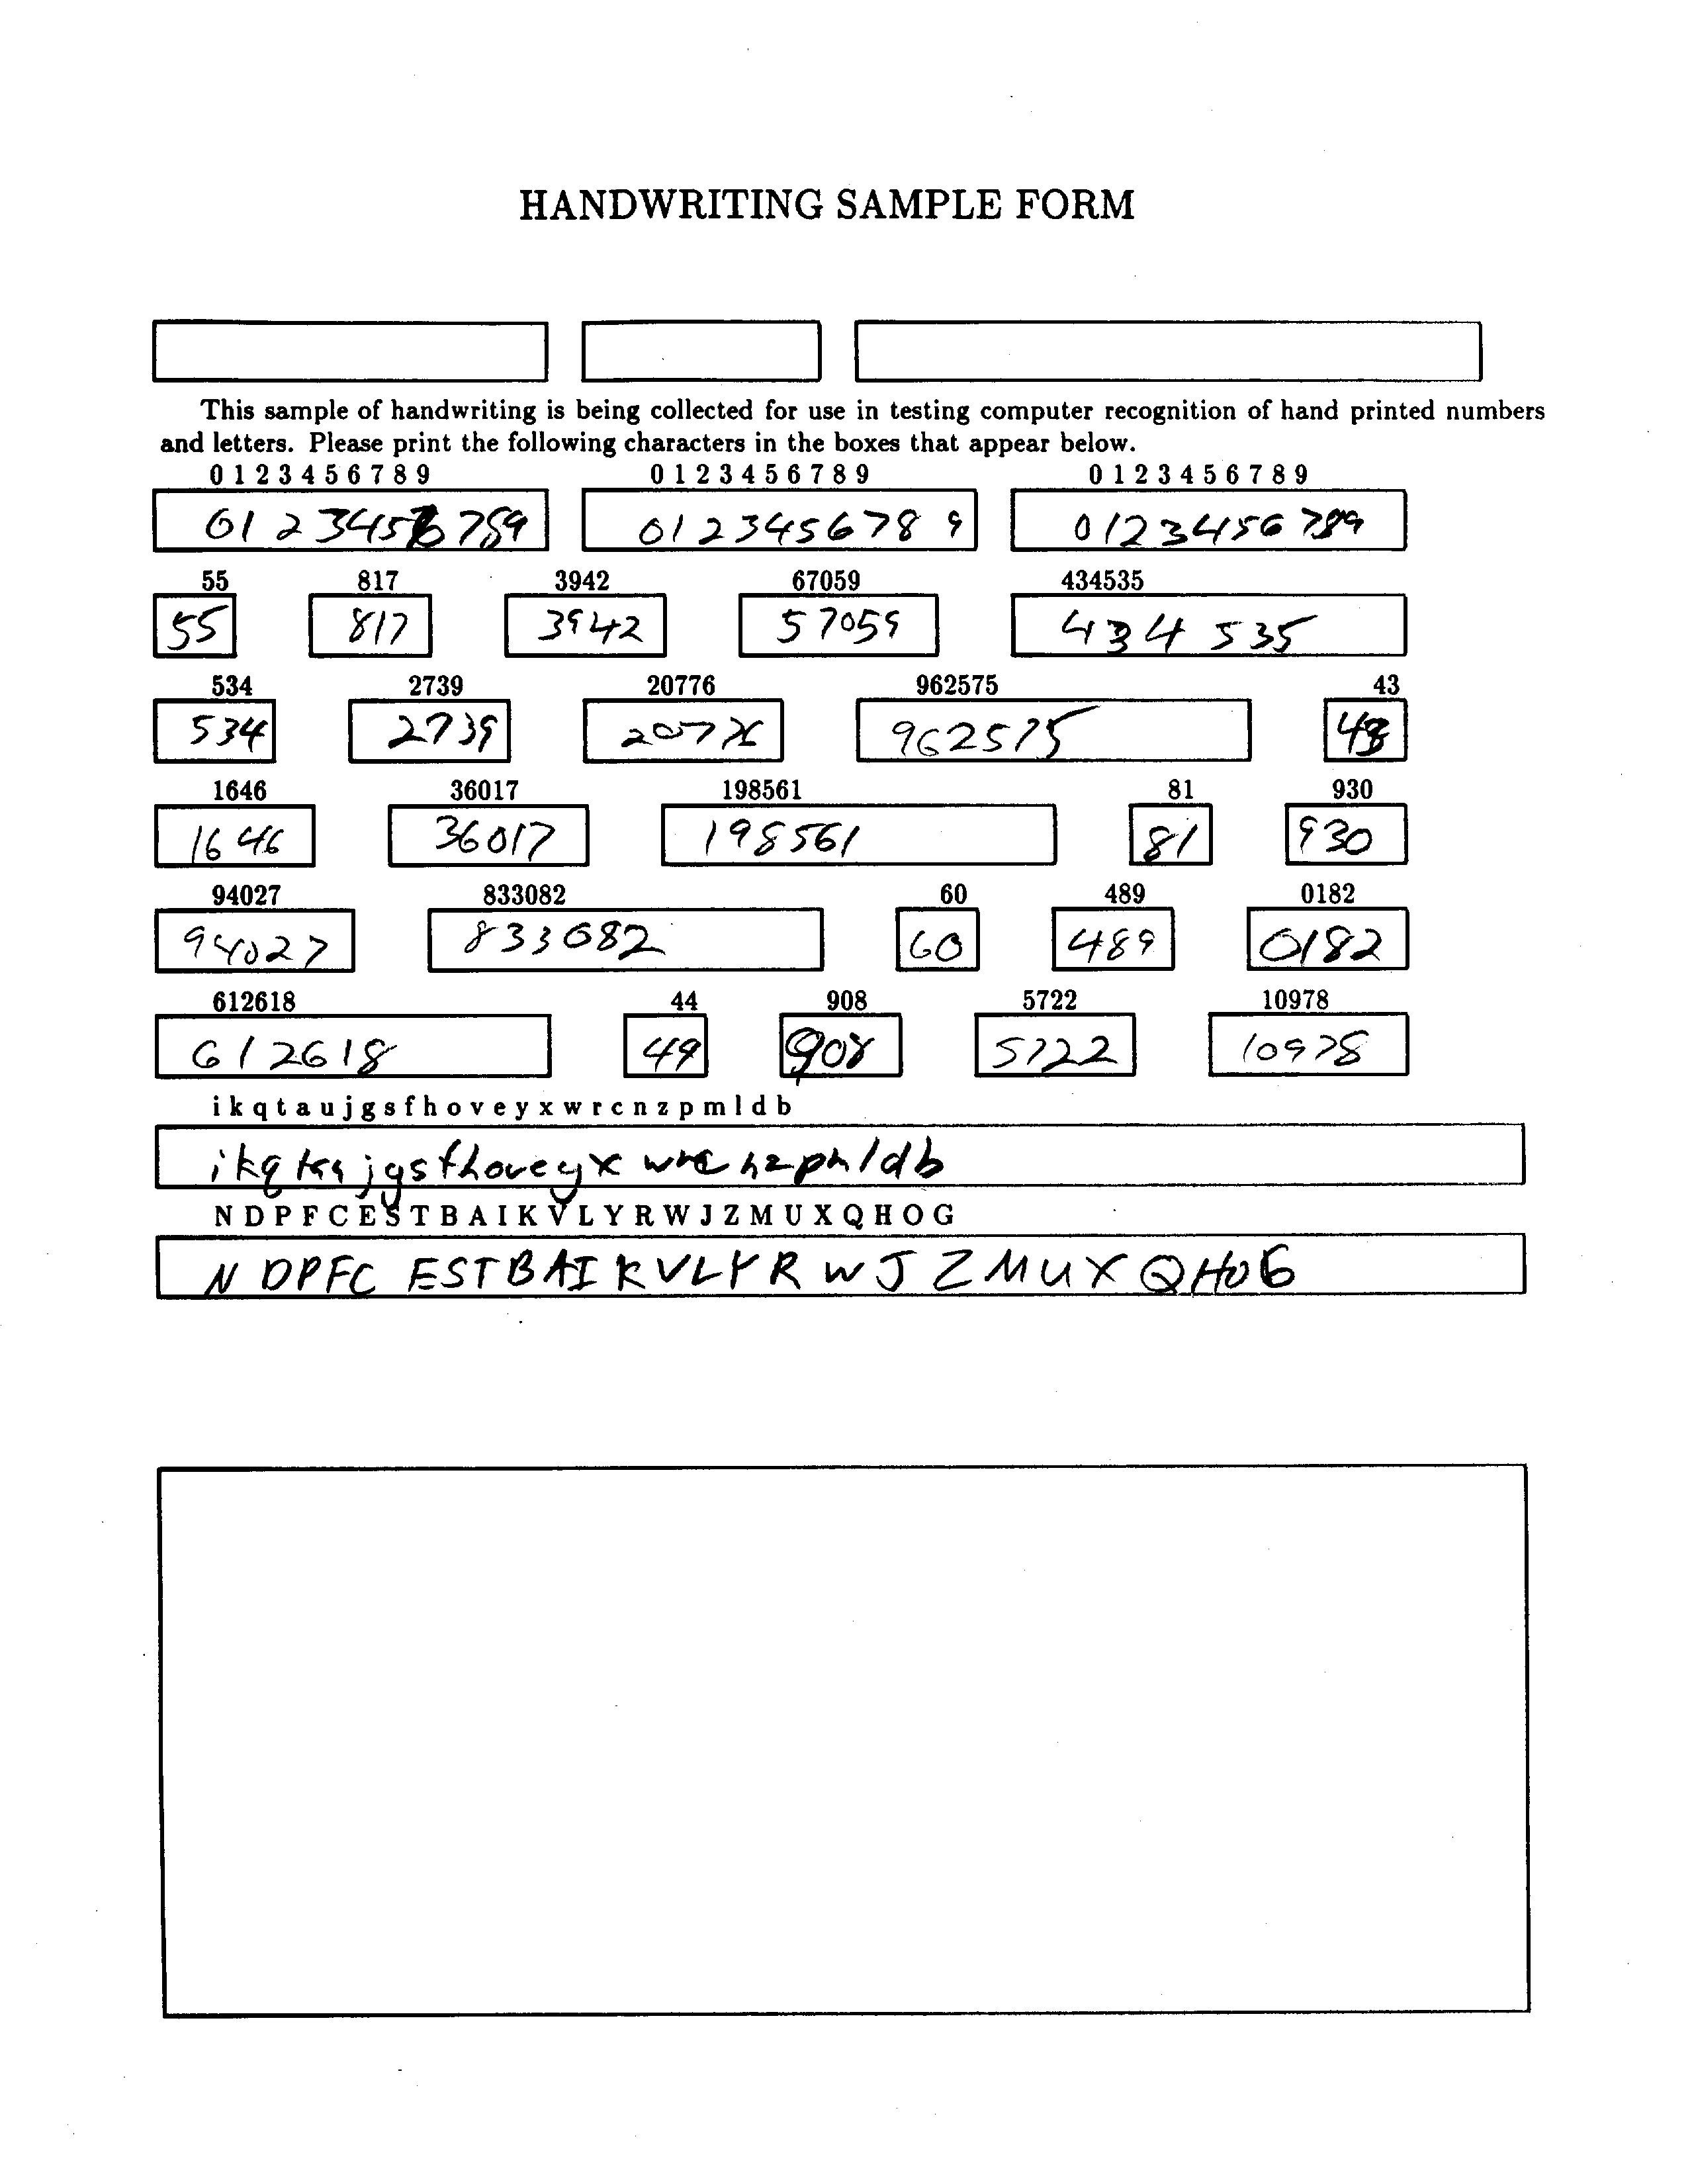 HANDWRITING SAMPLE FORM
This sample of handwriting is being collected for use in testing computer recognition of hand printed numbers
and letters. Please print the following characters in the boxes that appear below.
0 1 2 3 4 5 6 7 8 9 0 1 2 3 4 5 6 7 8 9 0 1 2 3 4 5 6 7 8 9
0123456789 0123456789 0123456789
55 817 3942 67059 434535
55 817 3942 57059 434535
534 2739 20776 962575 43
534 2739 20776 962575 43
1646 36017 198561 81 930
1646 36017 198561 81 930
94027 833082 60 489 0182
94027 833082 60 489 0182
612618 44 908 5722 10978
612618 49 908 5722 10978
i k q t a u j g s f h o v e y x w r c n z p m l d b
ikqtaujgsfhoveyx wrc nzpmldb
N D P F C E S T B A I K V L Y R W J Z M U X Q H O G
N DPFC ESTBAI KVLYR W J Z M U X Q H O G